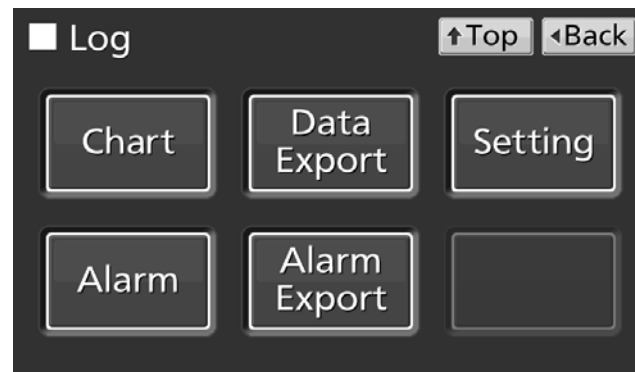 Log
Top
Back
Chart
Data
Export
Setting
Alarm
Alarm
Export